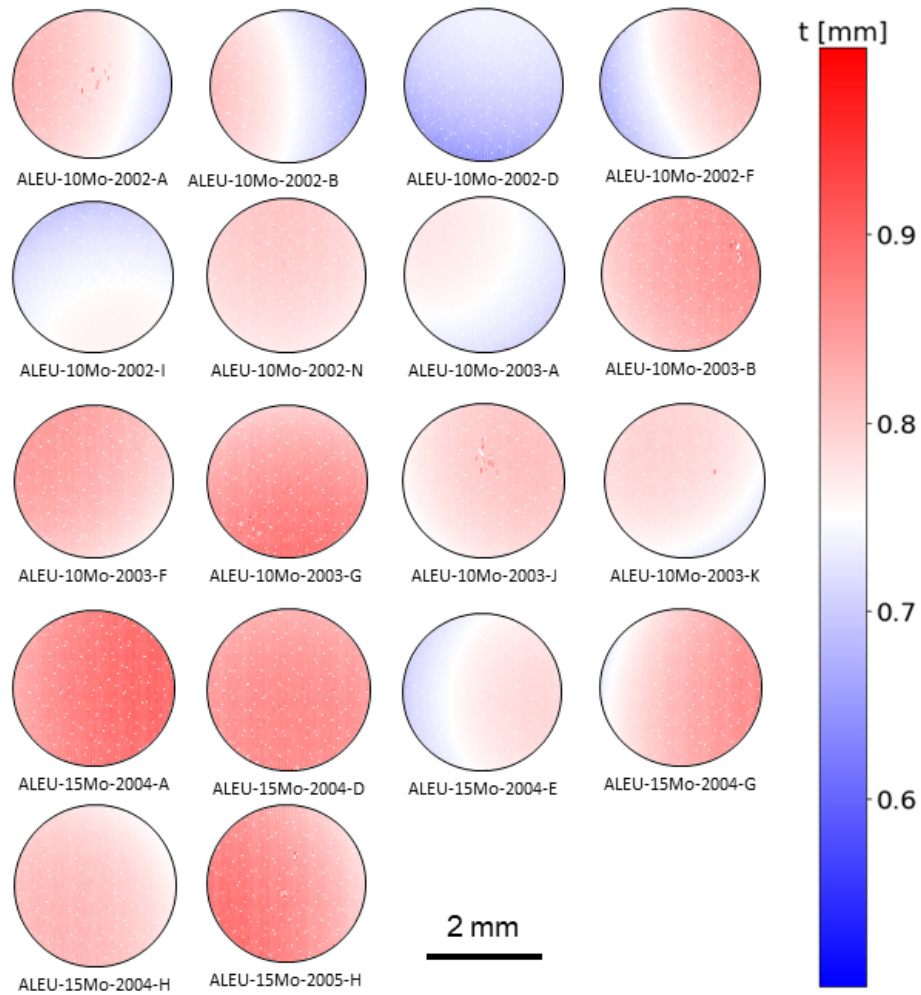 t [mm]
ALEU-10Mo-2002-A
ALEU-10Mo-2002-B
ALEU-10Mo-2002-D
ALEU-10Mo-2002-F
0.9
ALEU-10Mo-2002-I
ALEU-10Mo-2002-N
ALEU-10Mo-2003-A
ALEU-10Mo-2003-B
0.8
ALEU-10Mo-2003-F
ALEU-10Mo-2003-G
ALEU-10Mo-2003-J
ALEU-10Mo-2003-K
0.7
ALEU-15Mo-2004-A
ALEU-15Mo-2004-D
ALEU-15Mo-2004-E
ALEU-15Mo-2004-G
0.6
2 mm
ALEU-15Mo-2004-H
ALEU-15Mo-2005-H